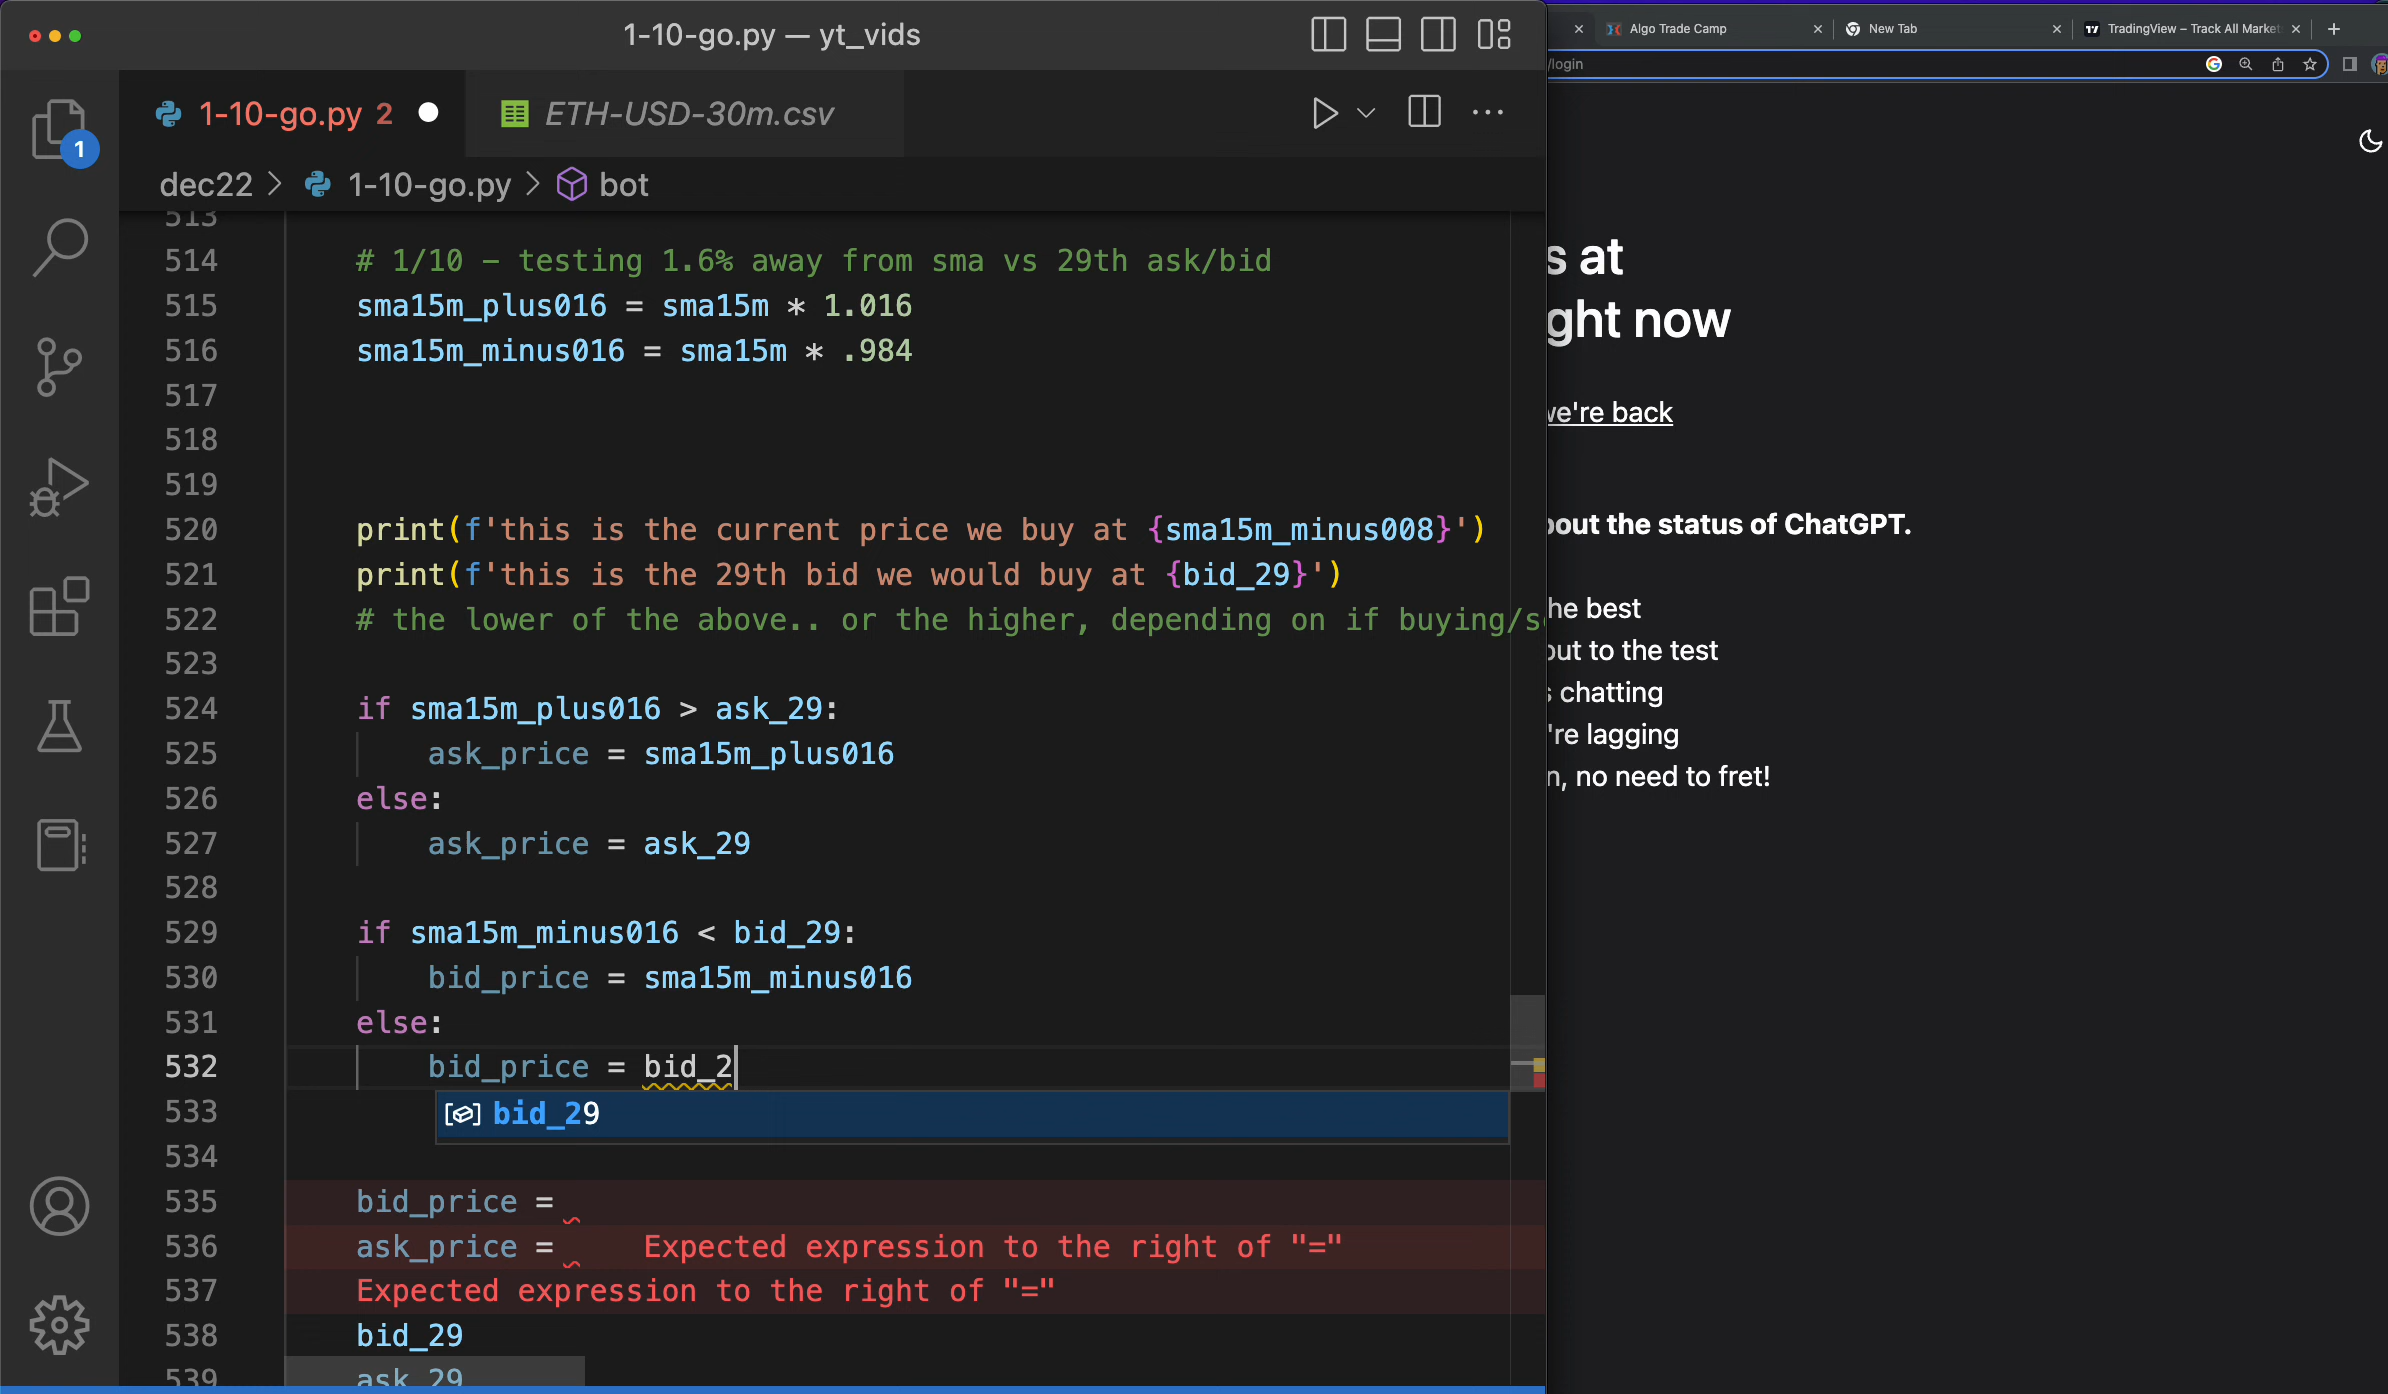 1-10-go.py — yt_vids
Algo Trade Camp
New Tab
TradingView – Track All Market
/login
1
1-10-go.py 2
ETH-USD-30m.csv
dec22 > 1-10-go.py > bot
513
514 # 1/10 – testing 1.6% away from sma vs 29th ask/bid
515 sma15m_plus016 = sma15m * 1.016
516 sma15m_minus016 = sma15m * .984
517
518
519
520 print(f'this is the current price we buy at {sma15m_minus008}')
521 print(f'this is the 29th bid we would buy at {bid_29}')
522 # the lower of the above.. or the higher, depending on if buying/s
523
524 if sma15m_plus016 > ask_29:
525 ask_price = sma15m_plus016
526 else:
527 ask_price = ask_29
528
529 if sma15m_minus016 < bid_29:
530 bid_price = sma15m_minus016
531 else:
532 bid_price = bid_2
533 bid_29
534
535 bid_price =
536 ask_price = Expected expression to the right of "="
537 Expected expression to the right of "="
538 bid_29
539 ask_29
s at
ght now
we're back
bout the status of ChatGPT.
he best
out to the test
s chatting
're lagging
n, no need to fret!